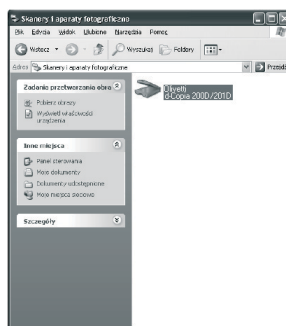 Skanery i aparaty fotograficzne
Plik Edycja Widok Ulubione Narzędzia Pomoc
Wstecz Wyszukaj Foldery
Adres Skanery i aparaty fotograficzne Przejdź
Zadania przetwarzania obra
Pobierz obrazy
Wyświetl właściwości
urządzenia
Inne miejsca
Panel sterowania
Moje dokumenty
Dokumenty udostępnione
Moje miejsca sieciowe
Szczegóły
Olivetti
d-Copia 200D/201D